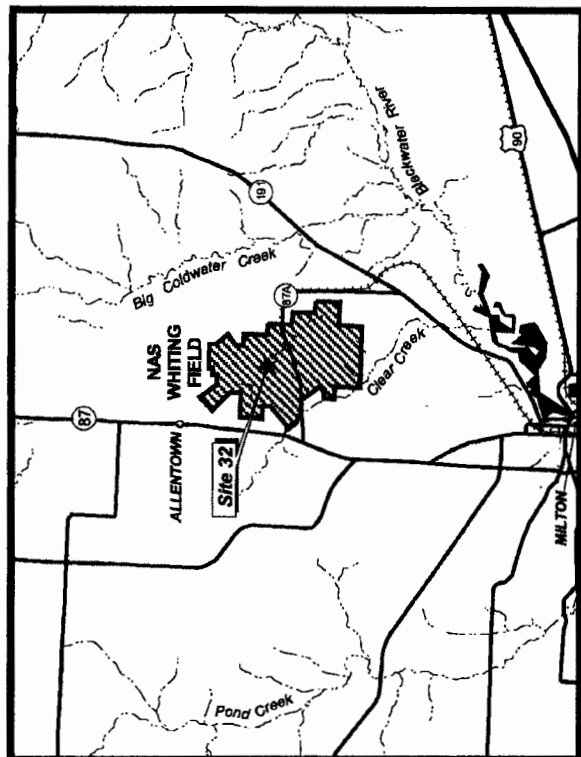 Blackwater River
90
191
Big Coldwater Creek
87A
NAS
WHITING
FIELD
Clear Creek
87
ALLENTOWN
Site 32
MILTON
Pond Creek